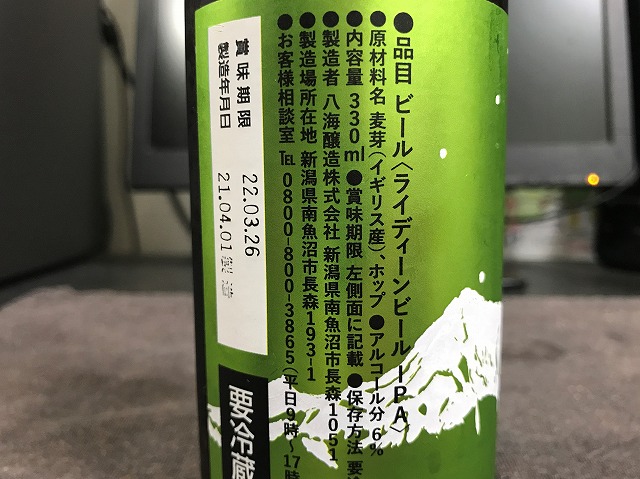 ●品目 ビール〈ライディーンビール IPA〉
●原材料名 麦芽(イギリス産)、ホップ ●アルコール分 6%
●内容量 330ml ●賞味期限 左側面に記載 ●保存方法 要冷
●製造者 八海醸造株式会社 新潟県南魚沼市長森1051
●製造場所在地 新潟県南魚沼市長森193-1
●お客様相談室 ℡ 0800-800-3865(平日9時〜17時
賞味期限 22.03.26
製造年月日 21.04.01製造
要冷蔵